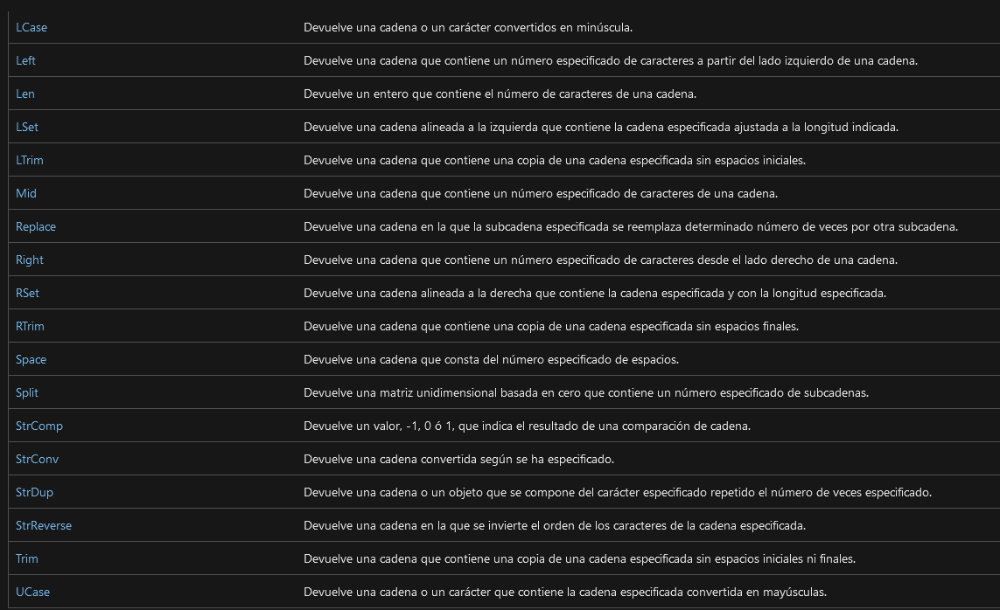 LCase Devuelve una cadena o un carácter convertidos en minúscula.
Left Devuelve una cadena que contiene un número especificado de caracteres a partir del lado izquierdo de una cadena.
Len Devuelve un entero que contiene el número de caracteres de una cadena.
LSet Devuelve una cadena alineada a la izquierda que contiene la cadena especificada ajustada a la longitud indicada.
LTrim Devuelve una cadena que contiene una copia de una cadena especificada sin espacios iniciales.
Mid Devuelve una cadena que contiene un número especificado de caracteres de una cadena.
Replace Devuelve una cadena en la que la subcadena especificada se reemplaza determinado número de veces por otra subcadena.
Right Devuelve una cadena que contiene un número especificado de caracteres desde el lado derecho de una cadena.
RSet Devuelve una cadena alineada a la derecha que contiene la cadena especificada y con la longitud especificada.
RTrim Devuelve una cadena que contiene una copia de una cadena especificada sin espacios finales.
Space Devuelve una cadena que consta del número especificado de espacios.
Split Devuelve una matriz unidimensional basada en cero que contiene un número especificado de subcadenas.
StrComp Devuelve un valor, -1, 0 ó 1, que indica el resultado de una comparación de cadena.
StrConv Devuelve una cadena convertida según se ha especificado.
StrDup Devuelve una cadena o un objeto que se compone del carácter especificado repetido el número de veces especificado.
StrReverse Devuelve una cadena en la que se invierte el orden de los caracteres de la cadena especificada.
Trim Devuelve una cadena que contiene una copia de una cadena especificada sin espacios iniciales ni finales.
UCase Devuelve una cadena o un carácter que contiene la cadena especificada convertida en mayúsculas.